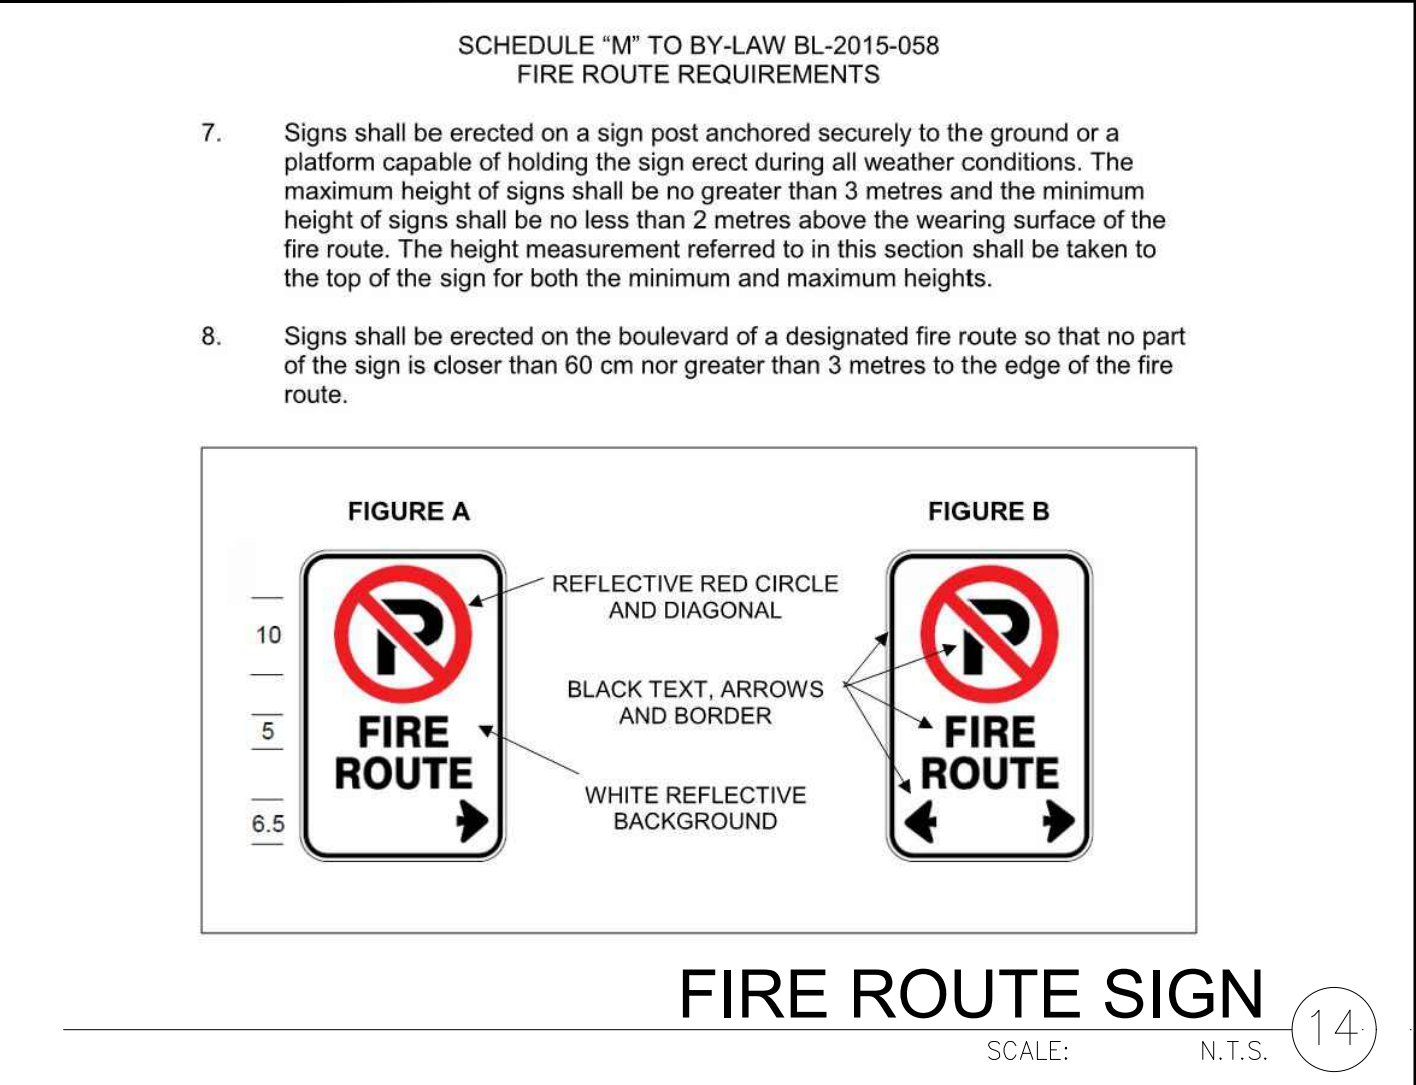 SCHEDULE “M” TO BY-LAW BL-2015-058
FIRE ROUTE REQUIREMENTS
7. Signs shall be erected on a sign post anchored securely to the ground or a
platform capable of holding the sign erect during all weather conditions. The
maximum height of signs shall be no greater than 3 metres and the minimum
height of signs shall be no less than 2 metres above the wearing surface of the
fire route. The height measurement referred to in this section shall be taken to
the top of the sign for both the minimum and maximum heights.
8. Signs shall be erected on the boulevard of a designated fire route so that no part
of the sign is closer than 60 cm nor greater than 3 metres to the edge of the fire
route.
FIGURE A
10
5
6.5
P
FIRE
ROUTE
REFLECTIVE RED CIRCLE
AND DIAGONAL
BLACK TEXT, ARROWS
AND BORDER
WHITE REFLECTIVE
BACKGROUND
FIGURE B
P
FIRE
ROUTE
FIRE ROUTE SIGN
14
SCALE: N.T.S.